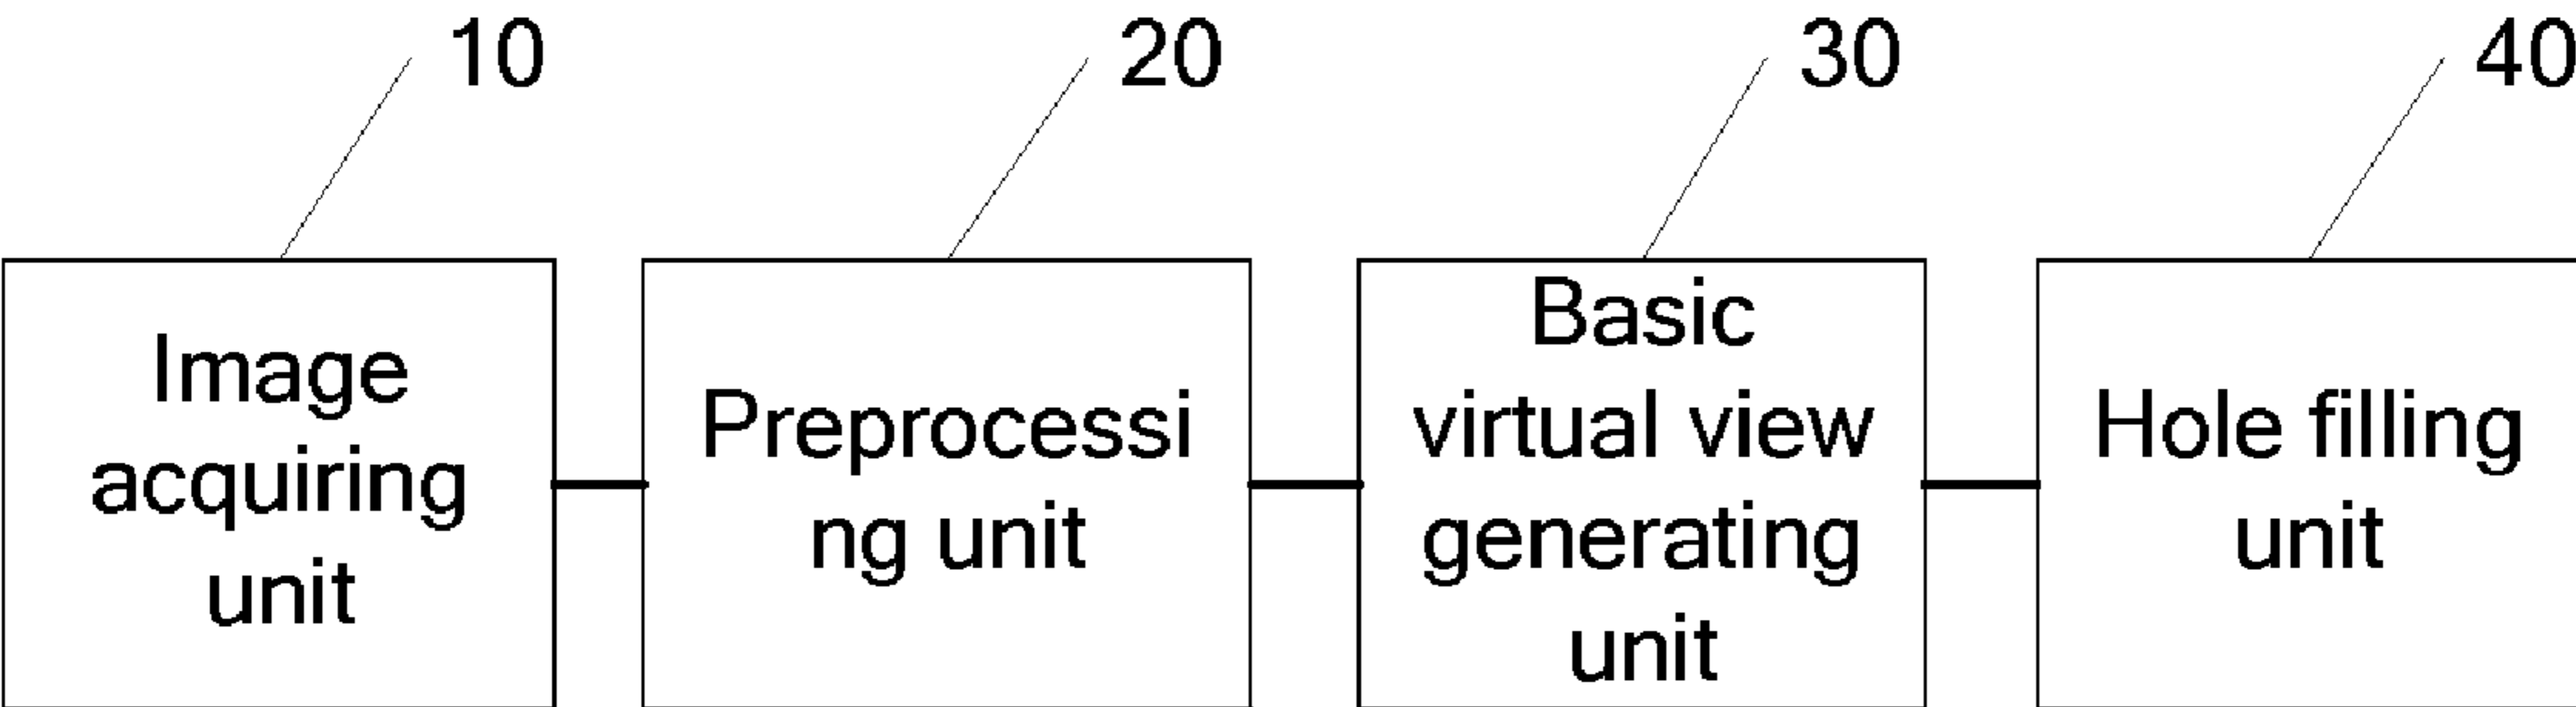 10
20
30
40
Image
acquiring
unit
Preprocessi
ng unit
Basic
virtual view
generating
unit
Hole filling
unit